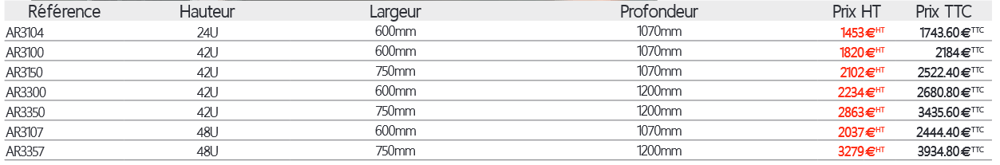 Référence Hauteur Largeur Profondeur Prix HT Prix TTC
AR3104 24U 600mm 1070mm 1453€HT 1743.60€TTC
AR3100 42U 600mm 1070mm 1820€HT 2184€TTC
AR3150 42U 750mm 1070mm 2102€HT 2522.40€TTC
AR3300 42U 600mm 1200mm 2234€HT 2680.80€TTC
AR3350 42U 750mm 1200mm 2863€HT 3435.60€TTC
AR3107 48U 600mm 1070mm 2037€HT 2444.40€TTC
AR3357 48U 750mm 1200mm 3279€HT 3934.80€TTC